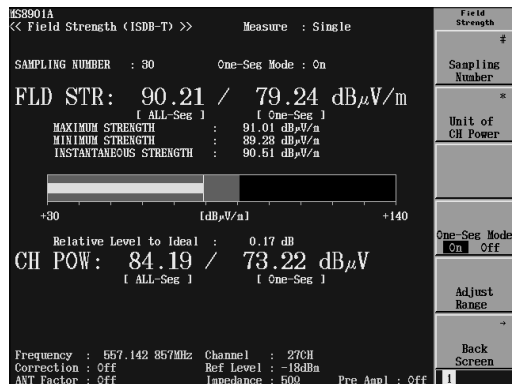 MS8901A
<< Field Strength (ISDB-T) >> Measure : Single
SAMPLING NUMBER : 30 One-Seg Mode : On
FLD STR: 90.21 / 79.24 dBμV/m
[ ALL-Seg ] [ One-Seg ]
MAXIMUM STRENGTH : 91.01 dBμV/m
MINIMUM STRENGTH : 89.28 dBμV/m
INSTANTANEOUS STRENGTH : 90.51 dBμV/m
+30 [dBμV/m] +140
Relative Level to Ideal : 0.17 dB
CH POW: 84.19 / 73.22 dBμV
[ ALL-Seg ] [ One-Seg ]
Frequency : 557.142 857MHz Channel : 27CH
Correction : Off Ref Level : -18dBm
ANT Factor : Off Impedance : 50Ω Pre Ampl : Off
Field
Strength
#
Sampling
Number
*
Unit of
CH Power
One-Seg Mode
On Off
Adjust
Range
→
Back
Screen
1